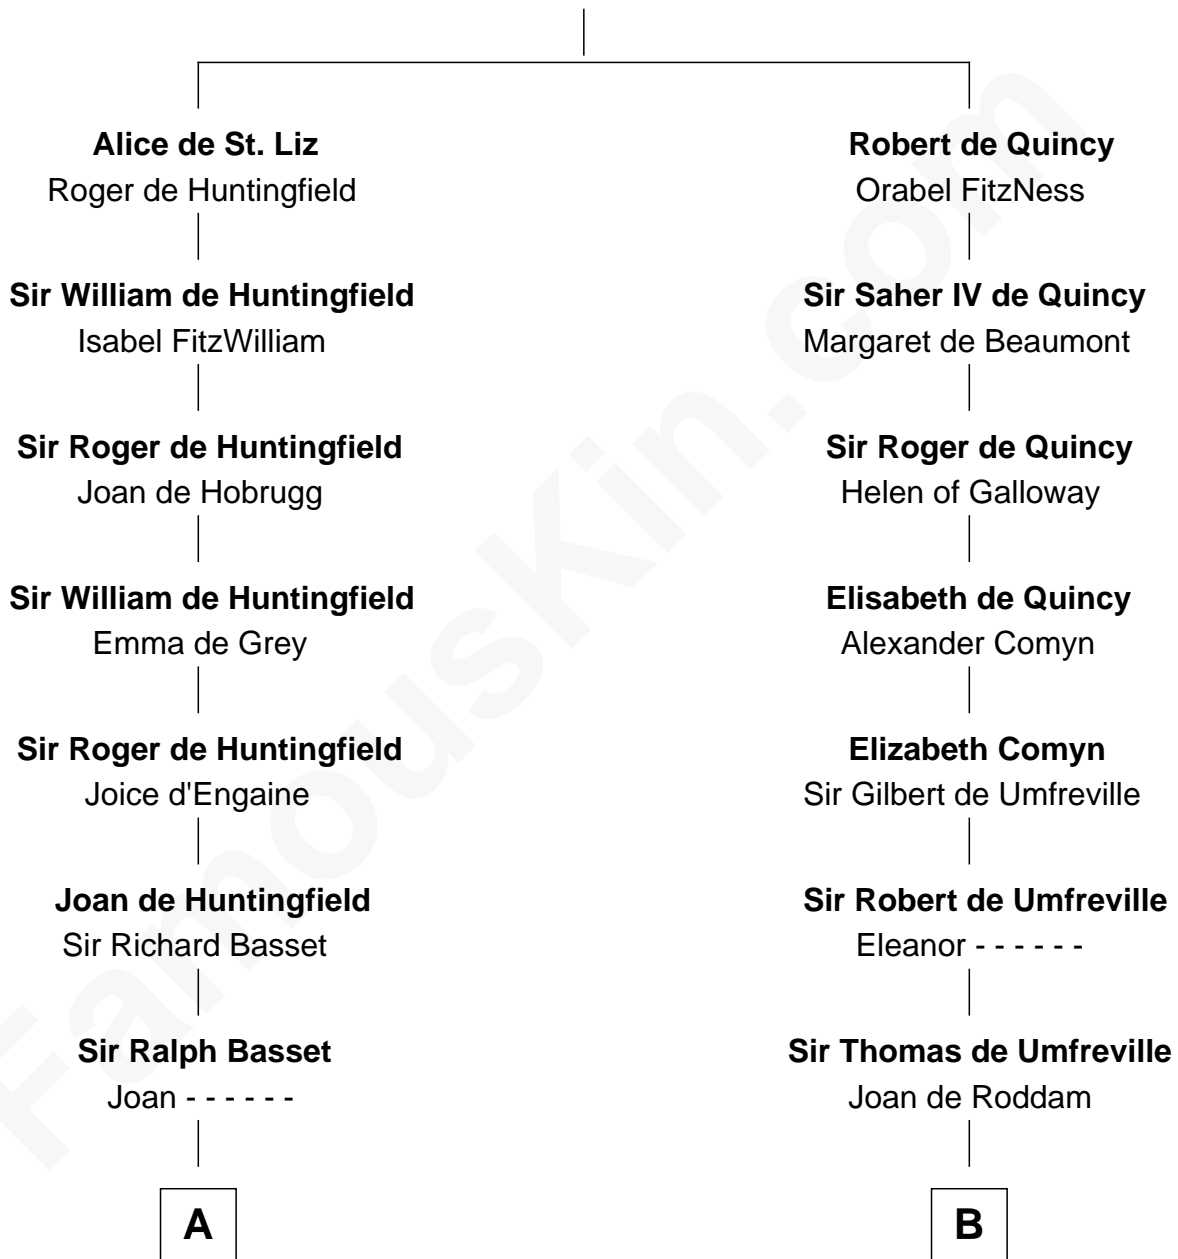 Alice de St. Liz
Roger de Huntingfield
Sir William de Huntingfield
Isabel FitzWilliam
Sir Roger de Huntingfield
Joan de Hobrugg
Sir William de Huntingfield
Emma de Grey
Sir Roger de Huntingfield
Joice d'Engaine
Joan de Huntingfield
Sir Richard Basset
Sir Ralph Basset
Joan - - - - - -
A
Robert de Quincy
Orabel FitzNess
Sir Saher IV de Quincy
Margaret de Beaumont
Sir Roger de Quincy
Helen of Galloway
Elisabeth de Quincy
Alexander Comyn
Elizabeth Comyn
Sir Gilbert de Umfreville
Sir Robert de Umfreville
Eleanor - - - - - -
Sir Thomas de Umfreville
Joan de Roddam
B
FamousKin.com